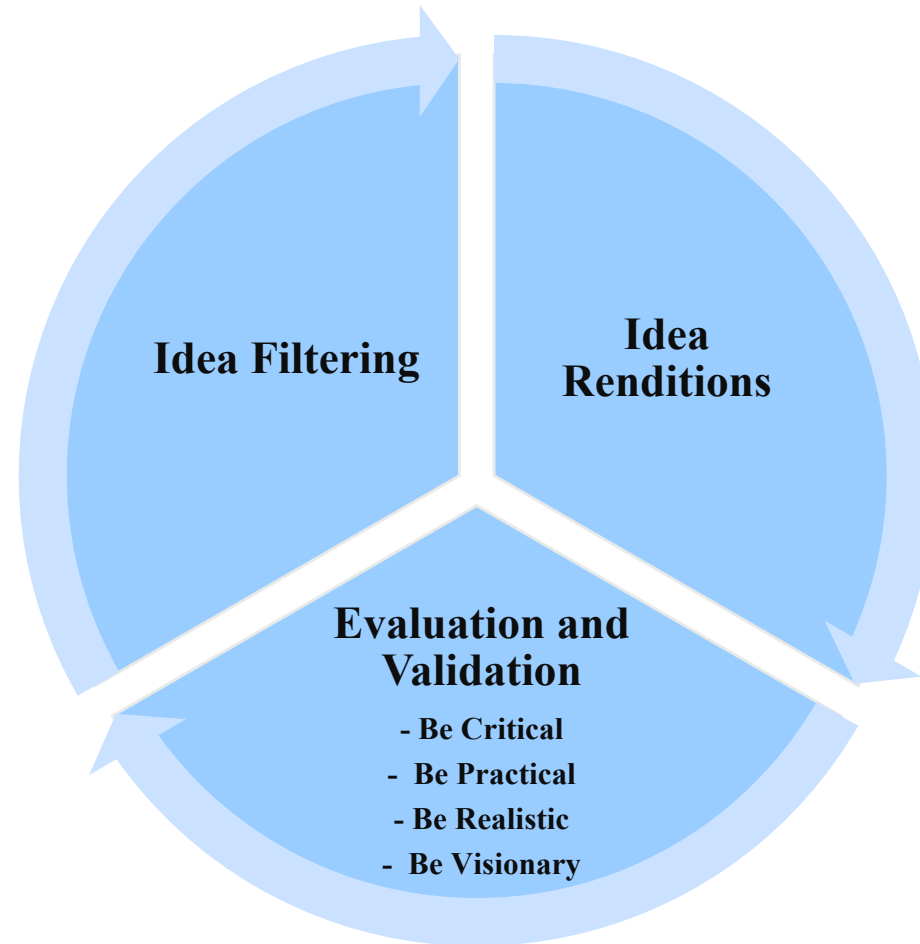 Idea Filtering
Idea
Renditions
Evaluation and
Validation
- Be Critical
- Be Practical
- Be Realistic
- Be Visionary